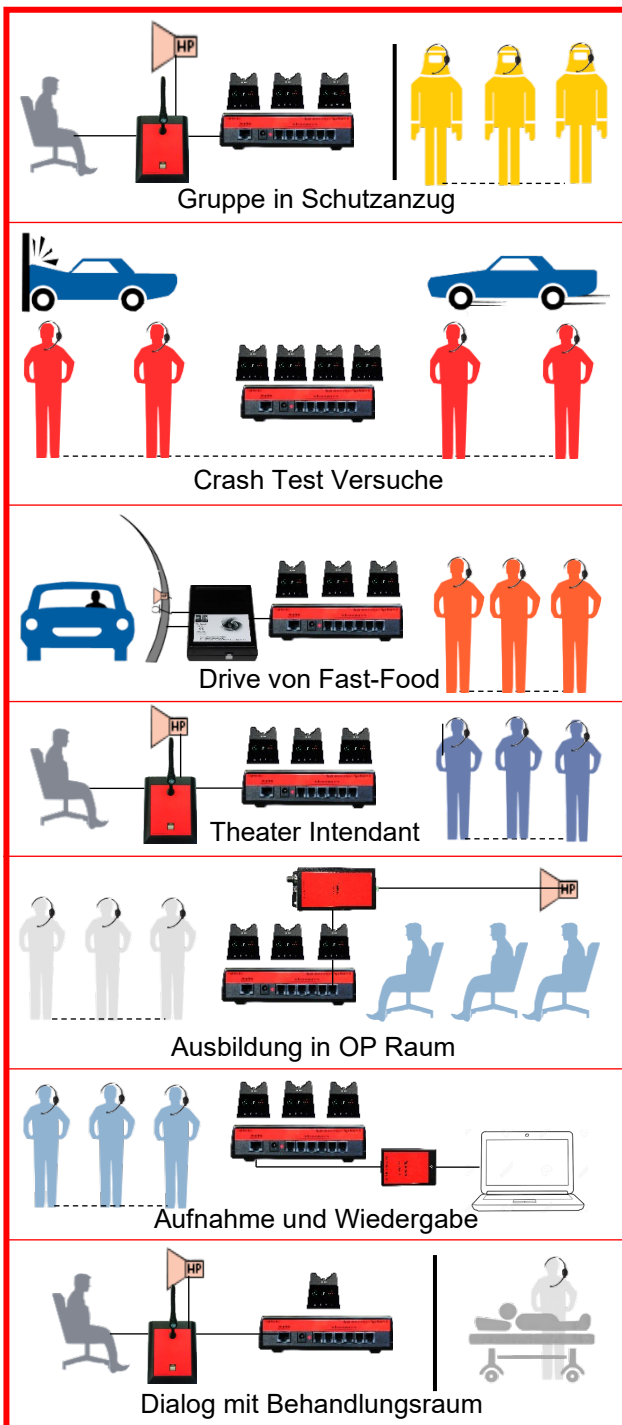 HP
Gruppe in Schutzanzug
Crash Test Versuche
Drive von Fast-Food
HP
Theater Intendant
HP
Ausbildung in OP Raum
Aufnahme und Wiedergabe
HP
Dialog mit Behandlungsraum